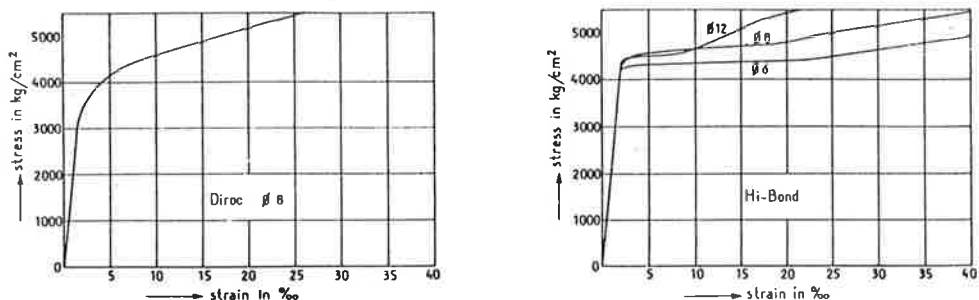 stress in kg/cm²
5000
4000
3000
2000
1000
0
Diroc Ø 8
5 10 15 20 25 30 35 40
strain in ‰
stress in kg/cm²
5000
4000
3000
2000
1000
0
Ø12
Ø 8
Ø 6
Hi-Bond
5 10 15 20 25 30 35 40
strain in ‰